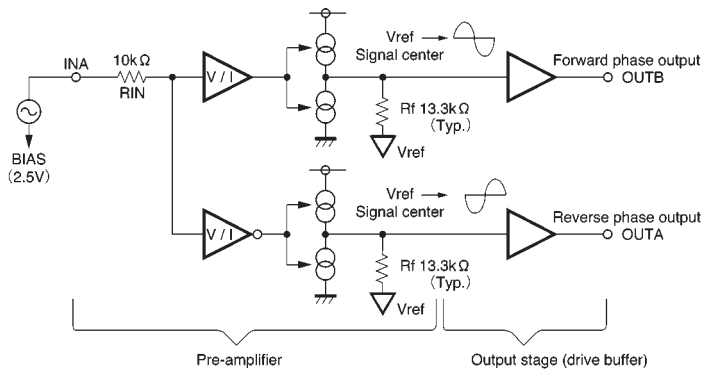 INA
10kΩ
RIN
BIAS
(2.5V)
V / I
Vref
Signal center
Rf 13.3kΩ
(Typ.)
Vref
Forward phase output
OUTB
V / I
Vref
Signal center
Rf 13.3kΩ
(Typ.)
Vref
Reverse phase output
OUTA
Pre-amplifier
Output stage (drive buffer)